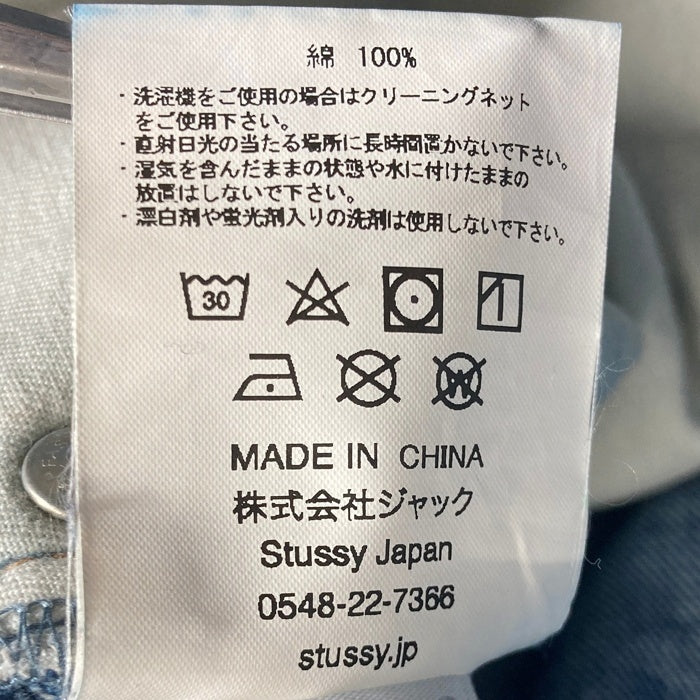 綿 100%
・洗濯機をご使用の場合はクリーニングネット
をご使用下さい。
・直射日光の当たる場所に長時間置かないで下さい。
・湿気を含んだままの状態や水に付けたままの
放置はしないで下さい。
・漂白剤や蛍光剤入りの洗剤は使用しないで下さい。
30
W
MADE IN CHINA
株式会社ジャック
Stussy Japan
0548-22-7366
stussy.jp